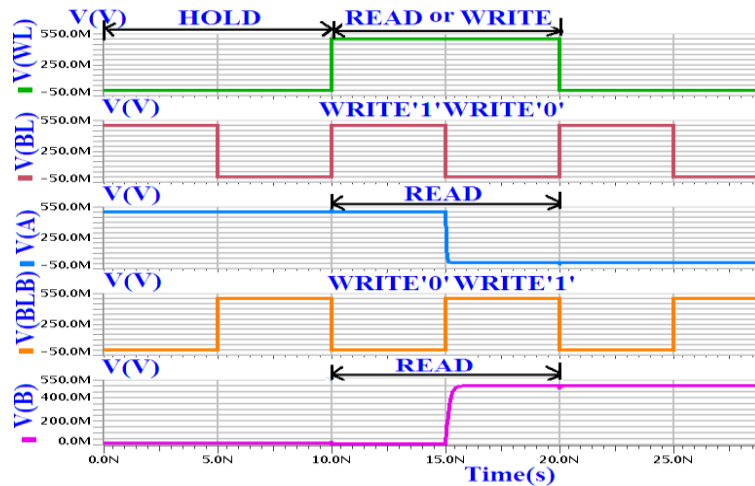 V(V) HOLD READ or WRITE
550.0M
250.0M
-50.0M
V(WL)
V(V) WRITE'1'WRITE'0'
550.0M
250.0M
-50.0M
V(BL)
V(V) READ
550.0M
250.0M
-50.0M
V(A)
V(V) WRITE'0' WRITE'1'
550.0M
250.0M
-50.0M
V(BLB)
V(V) READ
550.0M
400.0M
200.0M
0.0M
V(B)
0.0N 5.0N 10.0N 15.0N 20.0N 25.0N
Time(s)